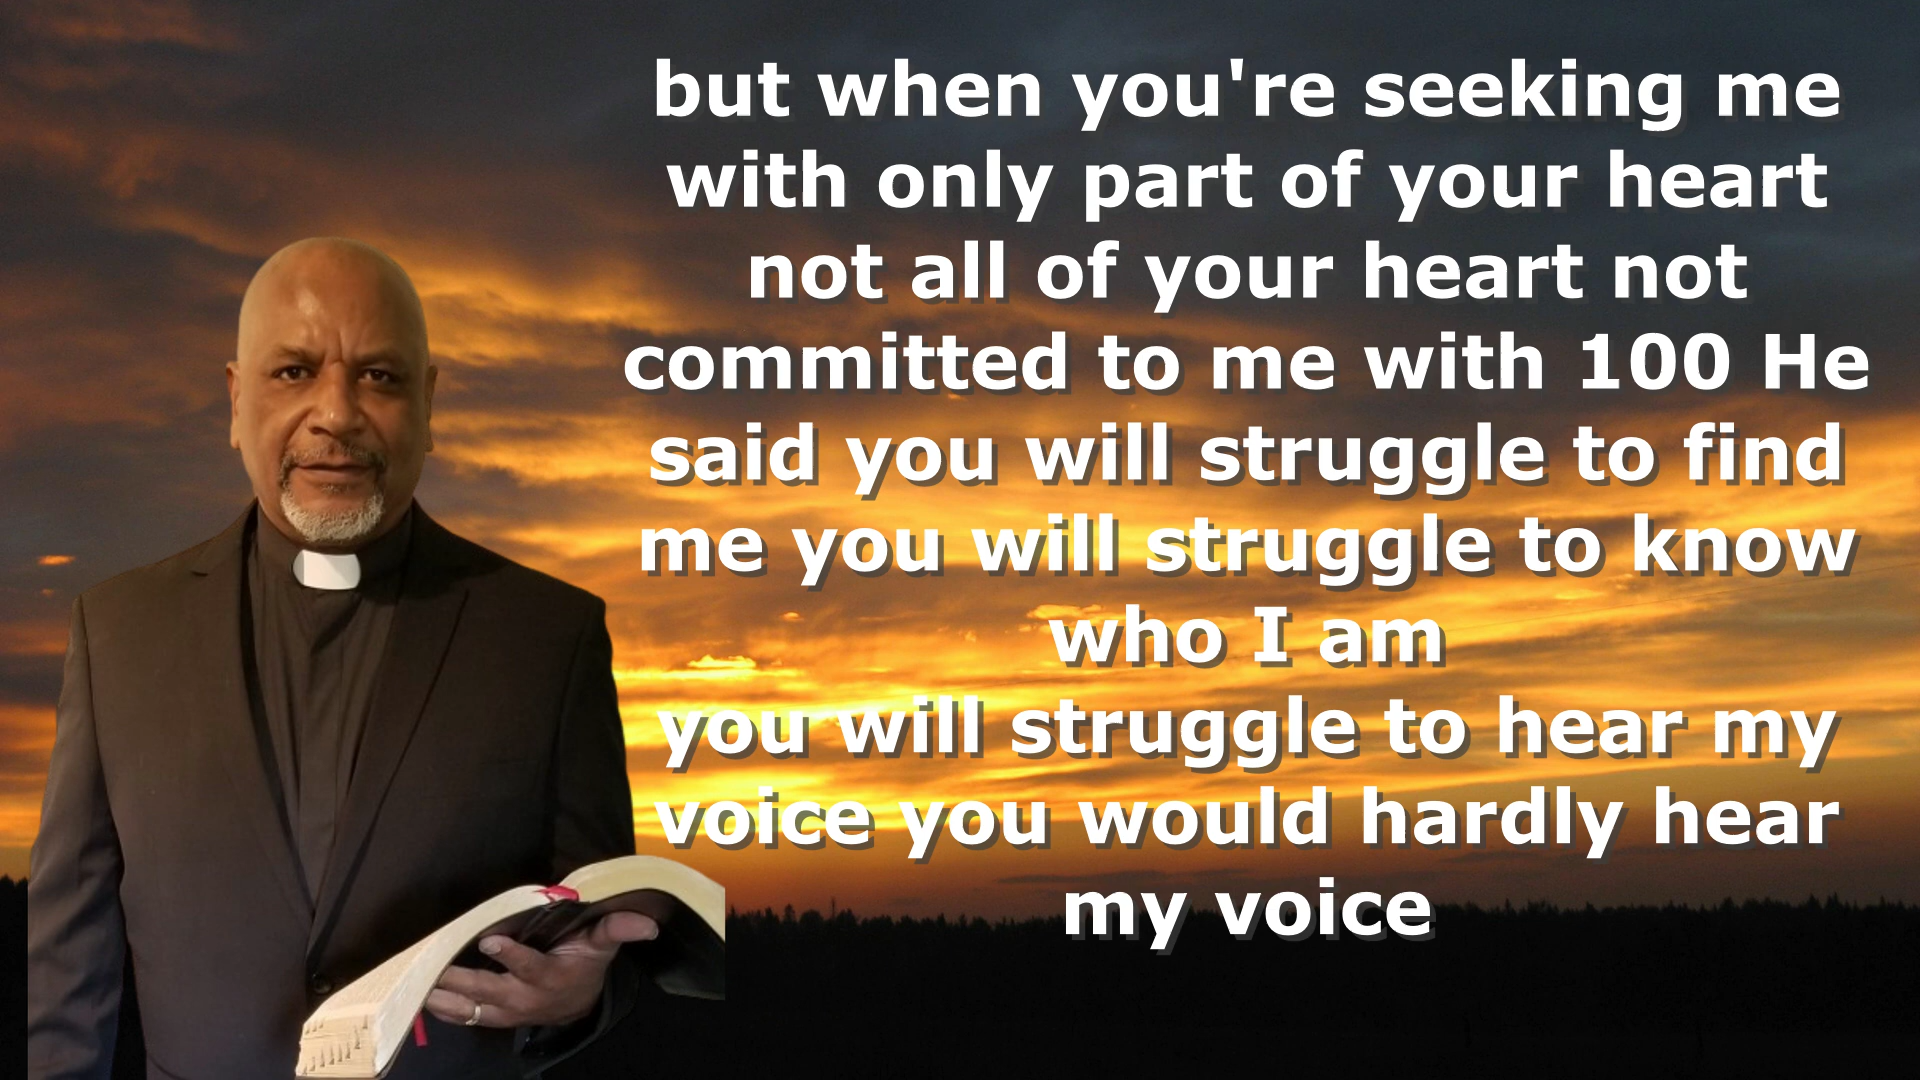 but when you're seeking me
with only part of your heart
not all of your heart not
committed to me with 100 He
said you will struggle to find
me you will struggle to know
who I am
you will struggle to hear my
voice you would hardly hear
my voice